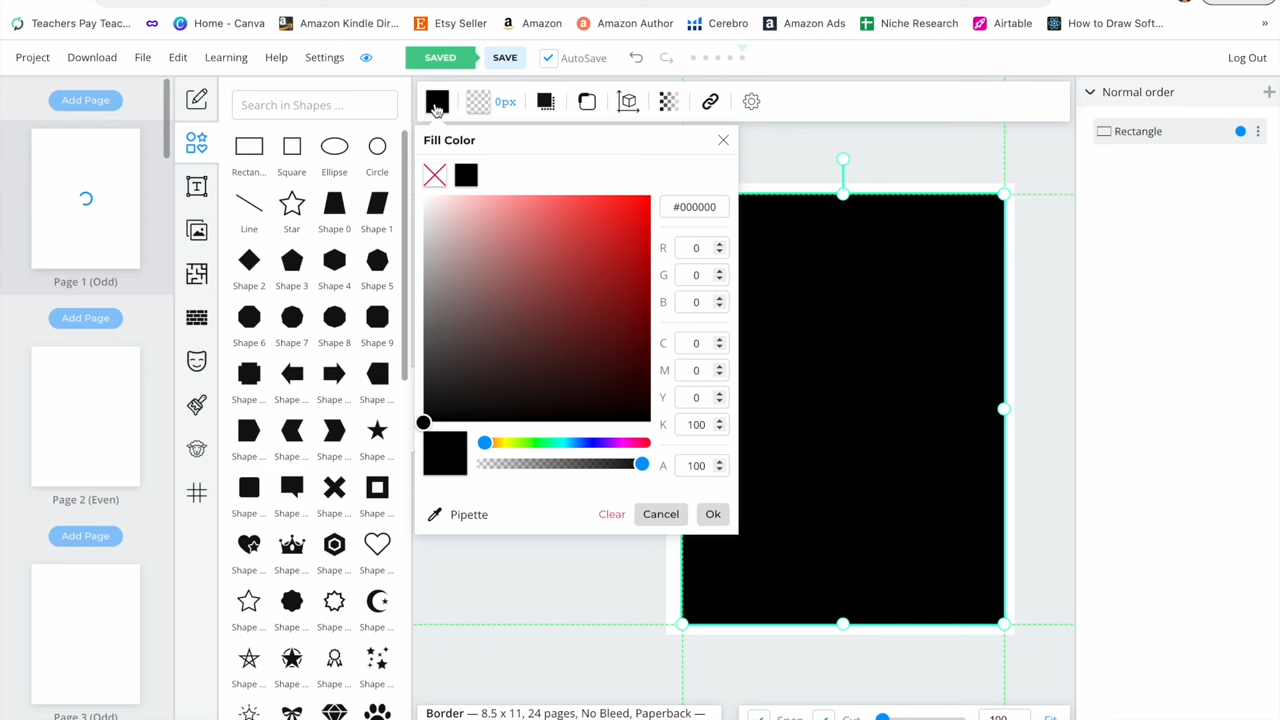 Teachers Pay Teac... Home - Canva Amazon Kindle Dir... Etsy Seller Amazon Amazon Author Cerebro Amazon Ads Niche Research Airtable How to Draw Soft... »
Project Download File Edit Learning Help Settings SAVED SAVE AutoSave Log Out
Add Page
Page 1 (Odd)
Add Page
Page 2 (Even)
Add Page
Page 3 (Odd)
Search in Shapes ...
Rectan... Square Ellipse Circle
Line Star Shape 0 Shape 1
Shape 2 Shape 3 Shape 4 Shape 5
Shape 6 Shape 7 Shape 8 Shape 9
Shape ... Shape ... Shape ... Shape ...
Shape ... Shape ... Shape ... Shape ...
Shape ... Shape ... Shape ... Shape ...
Shape ... Shape ... Shape ... Shape ...
Shape ... Shape ... Shape ... Shape ...
Shape ... Shape ... Shape ... Shape ...
0px
Fill Color
#000000
R 0
G 0
B 0
C 0
M 0
Y 0
K 100
A 100
Pipette Clear Cancel Ok
Normal order
Rectangle
Border — 8.5 x 11, 24 pages, No Bleed, Paperback —
Snap Cut 100 Fit